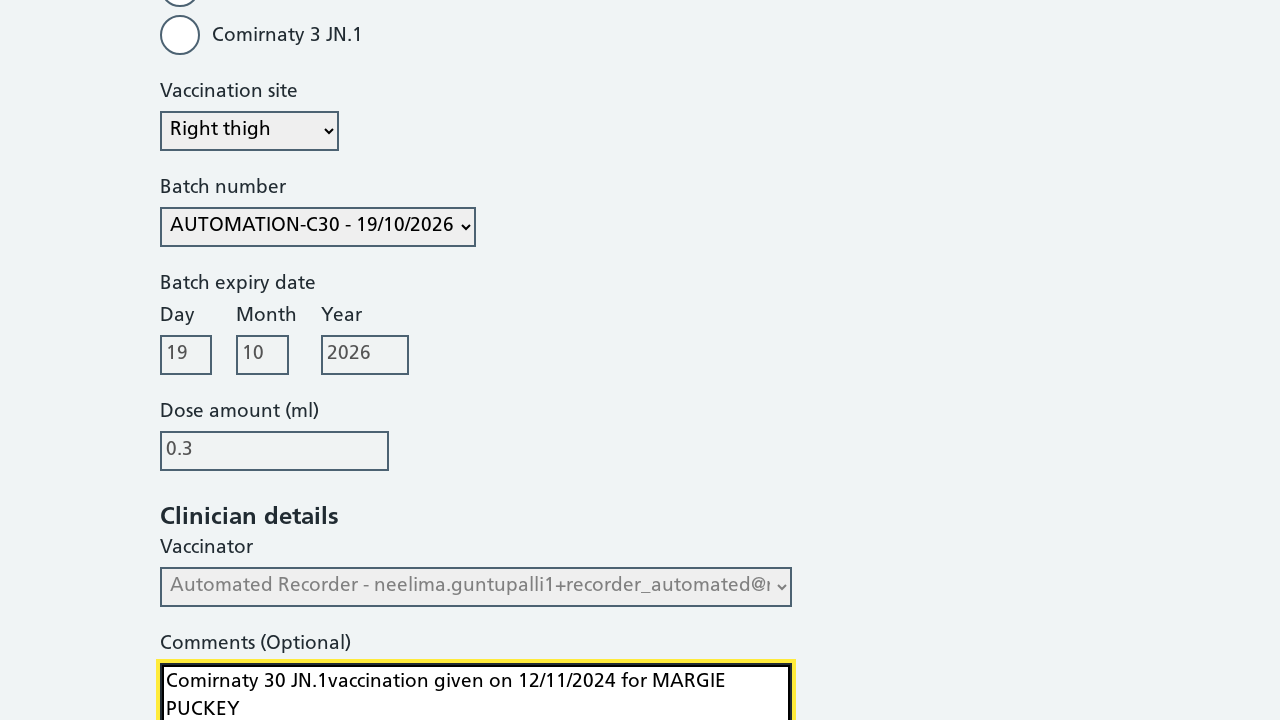 Comirnaty 3 JN.1
Vaccination site
Right thigh
Batch number
AUTOMATION-C30 - 19/10/2026
Batch expiry date
Day Month Year
19 10 2026
Dose amount (ml)
0.3
Clinician details
Vaccinator
Automated Recorder - neelima.guntupalli1+recorder_automated@
Comments (Optional)
Comirnaty 30 JN.1vaccination given on 12/11/2024 for MARGIE
PUCKEY